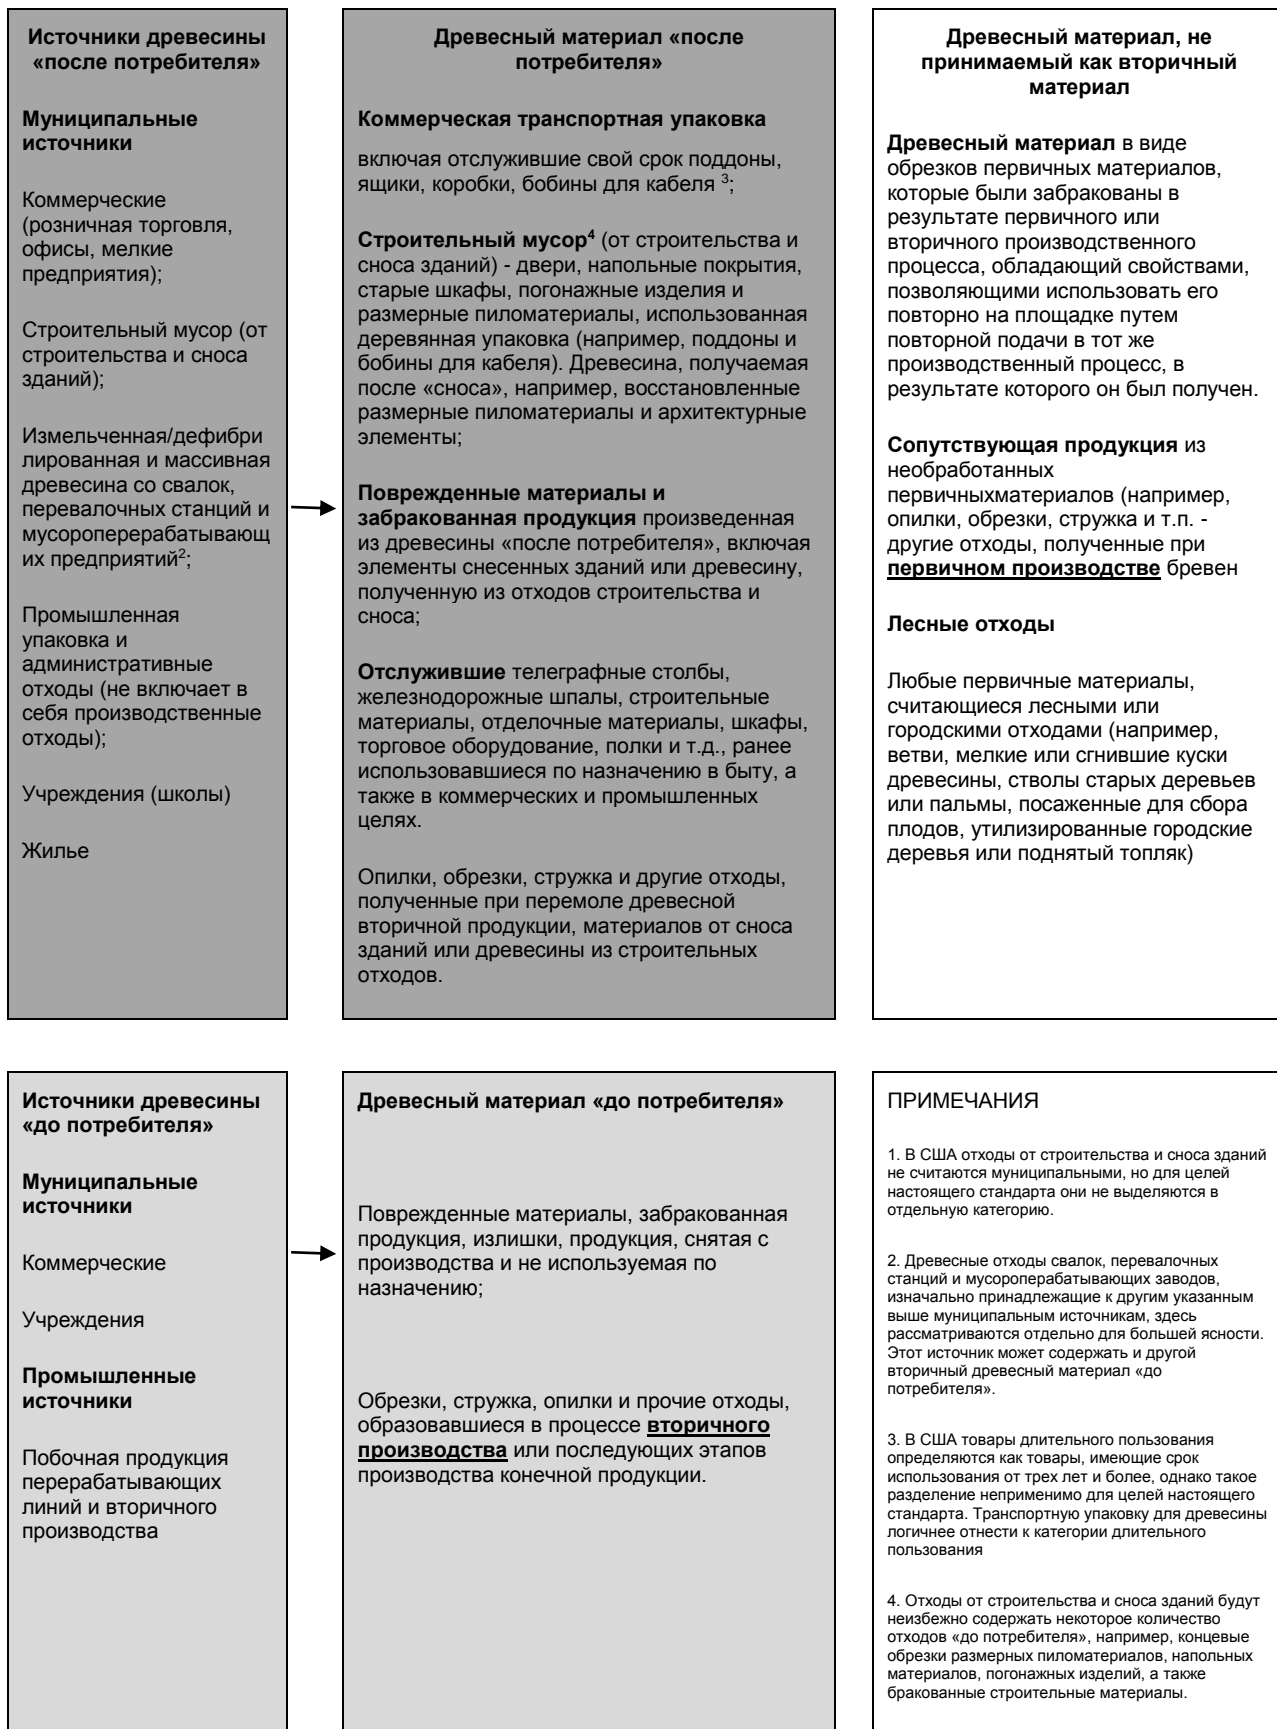 Источники древесины
«после потребителя»
Муниципальные
источники
Коммерческие
(розничная торговля,
офисы, мелкие
предприятия);
Строительный мусор (от
строительства и сноса
зданий);
Измельченная/дефибри
лированная и массивная
древесина со свалок,
перевалочных станций и
мусороперерабатывающ
их предприятий²;
Промышленная
упаковка и
административные
отходы (не включает в
себя производственные
отходы);
Учреждения (школы)
Жилье
Древесный материал «после
потребителя»
Коммерческая транспортная упаковка
включая отслужившие свой срок поддоны,
ящики, коробки, бобины для кабеля ³;
Строительный мусор⁴ (от строительства и
сноса зданий) - двери, напольные покрытия,
старые шкафы, погонажные изделия и
размерные пиломатериалы, использованная
деревянная упаковка (например, поддоны и
бобины для кабеля). Древесина, получаемая
после «сноса», например, восстановленные
размерные пиломатериалы и архитектурные
элементы;
Поврежденные материалы и
забракованная продукция произведенная
из древесины «после потребителя», включая
элементы снесенных зданий или древесину,
полученную из отходов строительства и
сноса;
Отслужившие телеграфные столбы,
железнодорожные шпалы, строительные
материалы, отделочные материалы, шкафы,
торговое оборудование, полки и т.д., ранее
использовавшиеся по назначению в быту, а
также в коммерческих и промышленных
целях.
Опилки, обрезки, стружка и другие отходы,
полученные при перемоле древесной
вторичной продукции, материалов от сноса
зданий или древесины из строительных
отходов.
Древесный материал, не
принимаемый как вторичный
материал
Древесный материал в виде
обрезков первичных материалов,
которые были забракованы в
результате первичного или
вторичного производственного
процесса, обладающий свойствами,
позволяющими использовать его
повторно на площадке путем
повторной подачи в тот же
производственный процесс, в
результате которого он был получен.
Сопутствующая продукция из
необработанных
первичныхматериалов (например,
опилки, обрезки, стружка и т.п. -
другие отходы, полученные при
первичном производстве бревен
Лесные отходы
Любые первичные материалы,
считающиеся лесными или
городскими отходами (например,
ветви, мелкие или сгнившие куски
древесины, стволы старых деревьев
или пальмы, посаженные для сбора
плодов, утилизированные городские
деревья или поднятый топляк)
Источники древесины
«до потребителя»
Муниципальные
источники
Коммерческие
Учреждения
Промышленные
источники
Побочная продукция
перерабатывающих
линий и вторичного
производства
Древесный материал «до потребителя»
Поврежденные материалы, забракованная
продукция, излишки, продукция, снятая с
производства и не используемая по
назначению;
Обрезки, стружка, опилки и прочие отходы,
образовавшиеся в процессе вторичного
производства или последующих этапов
производства конечной продукции.
ПРИМЕЧАНИЯ
1. В США отходы от строительства и сноса зданий
не считаются муниципальными, но для целей
настоящего стандарта они не выделяются в
отдельную категорию.
2. Древесные отходы свалок, перевалочных
станций и мусороперабатывающих заводов,
изначально принадлежащие к другим указанным
выше муниципальным источникам, здесь
рассматриваются отдельно для большей ясности.
Этот источник может содержать и другой
вторичный древесный материал «до
потребителя».
3. В США товары длительного пользования
определяются как товары, имеющие срок
использования от трех лет и более, однако такое
разделение неприменимо для целей настоящего
стандарта. Транспортную упаковку для древесины
логичнее отнести к категории длительного
пользования
4. Отходы от строительства и сноса зданий будут
неизбежно содержать некоторое количество
отходов «до потребителя», например, концевые
обрезки размерных пиломатериалов, напольных
материалов, погонажных изделий, а также
бракованные строительные материалы.